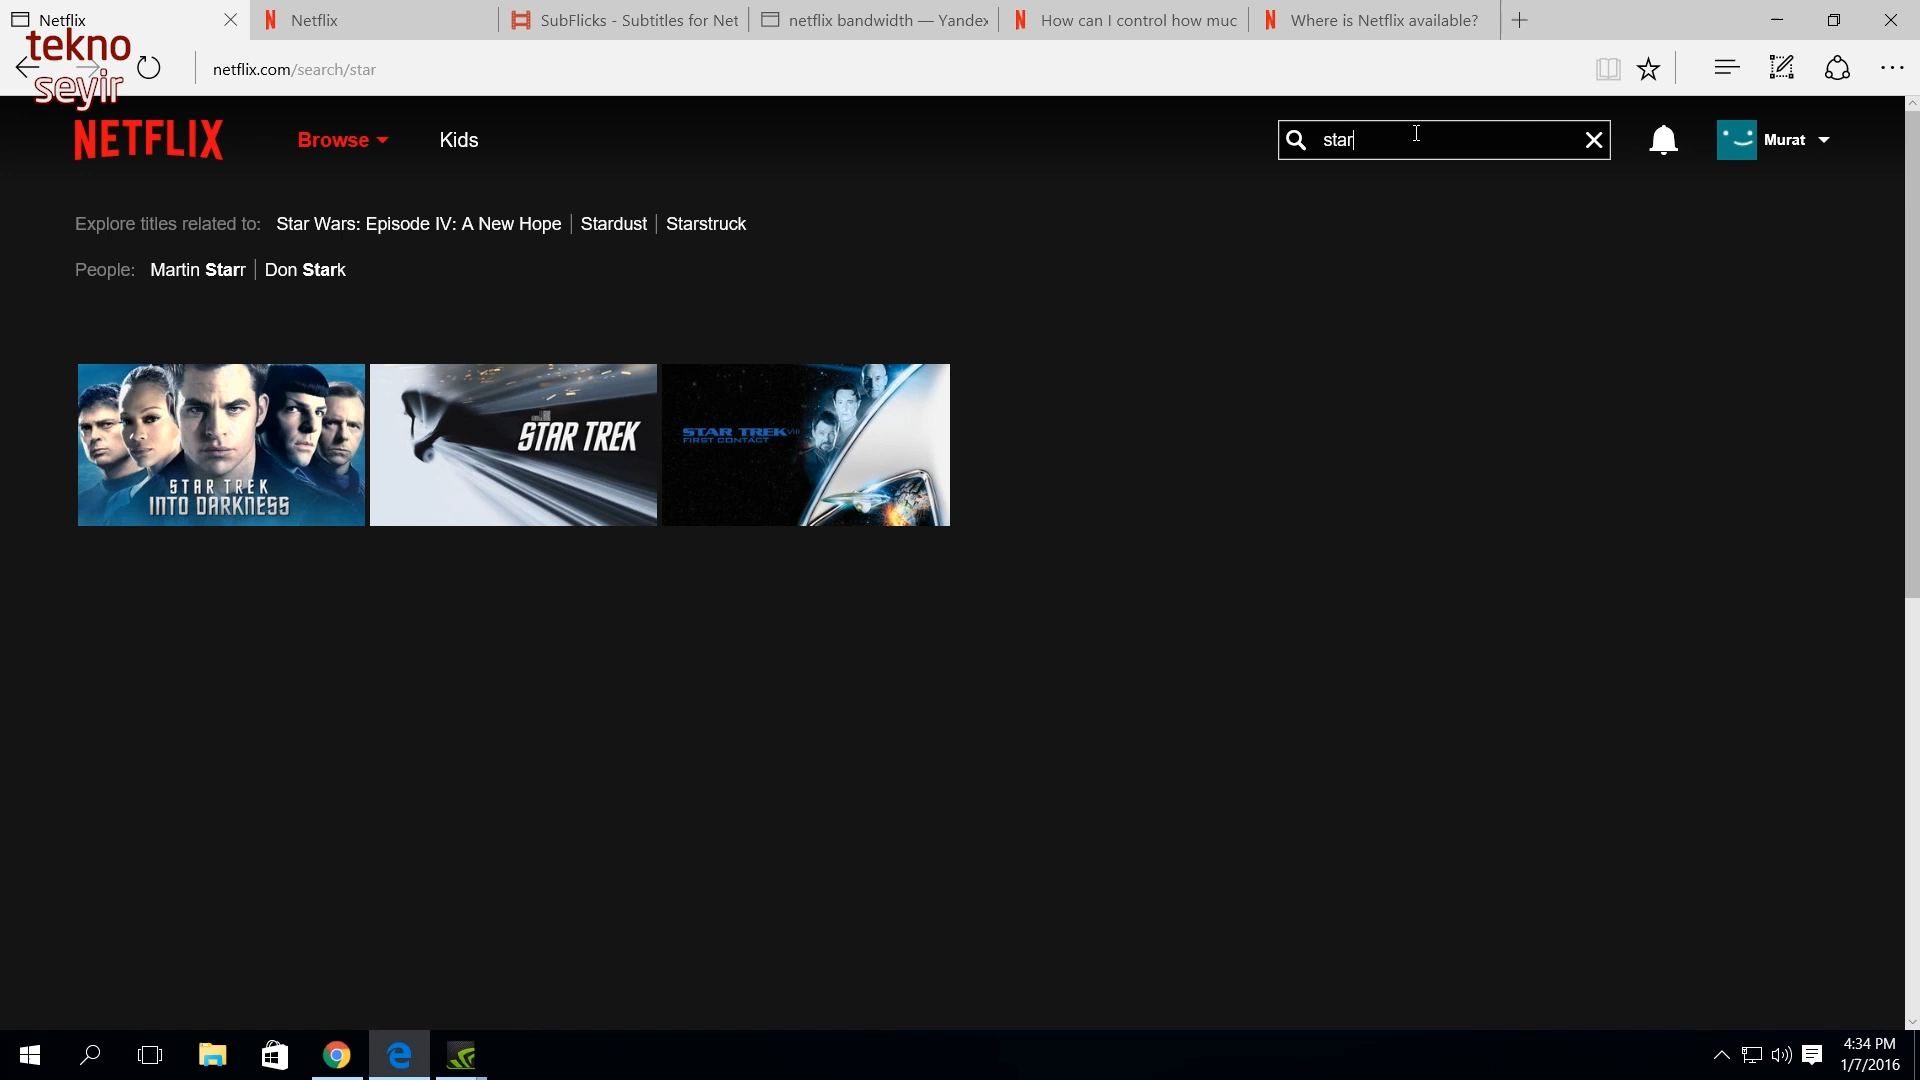 Netflix
Netflix
SubFlicks - Subtitles for Net
netflix bandwidth — Yandex
How can I control how muc
Where is Netflix available?
tekno
seyir
netflix.com/search/star
NETFLIX
Browse
Kids
star
Murat
Explore titles related to: Star Wars: Episode IV: A New Hope | Stardust | Starstruck
People: Martin Starr | Don Stark
STAR TREK
INTO DARKNESS
STAR TREK
STAR TREK VIII
FIRST CONTACT
4:34 PM
1/7/2016